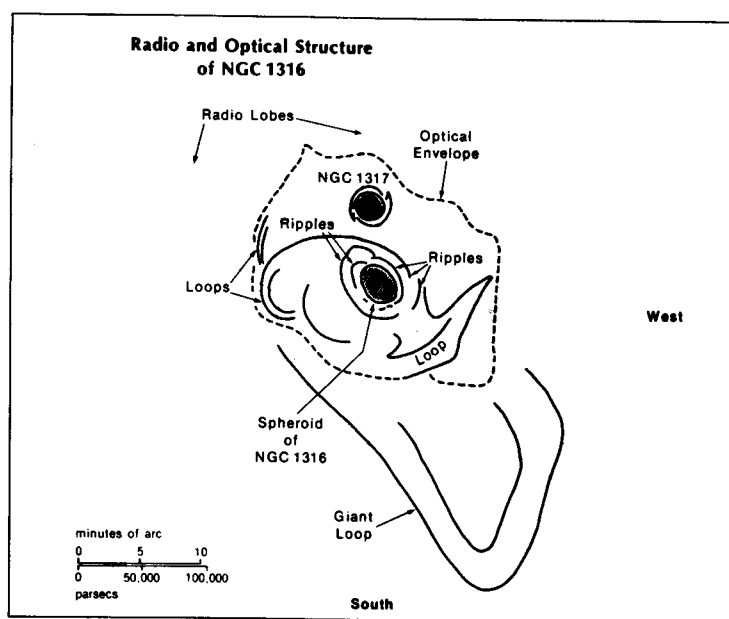 Radio and Optical Structure
of NGC 1316
Radio Lobes
Optical
Envelope
NGC 1317
Ripples
Ripples
Loops
West
Loop
Spheroid
of
NGC 1316
Giant
Loop
minutes of arc
0 5 10
0 50,000 100,000
parsecs
South